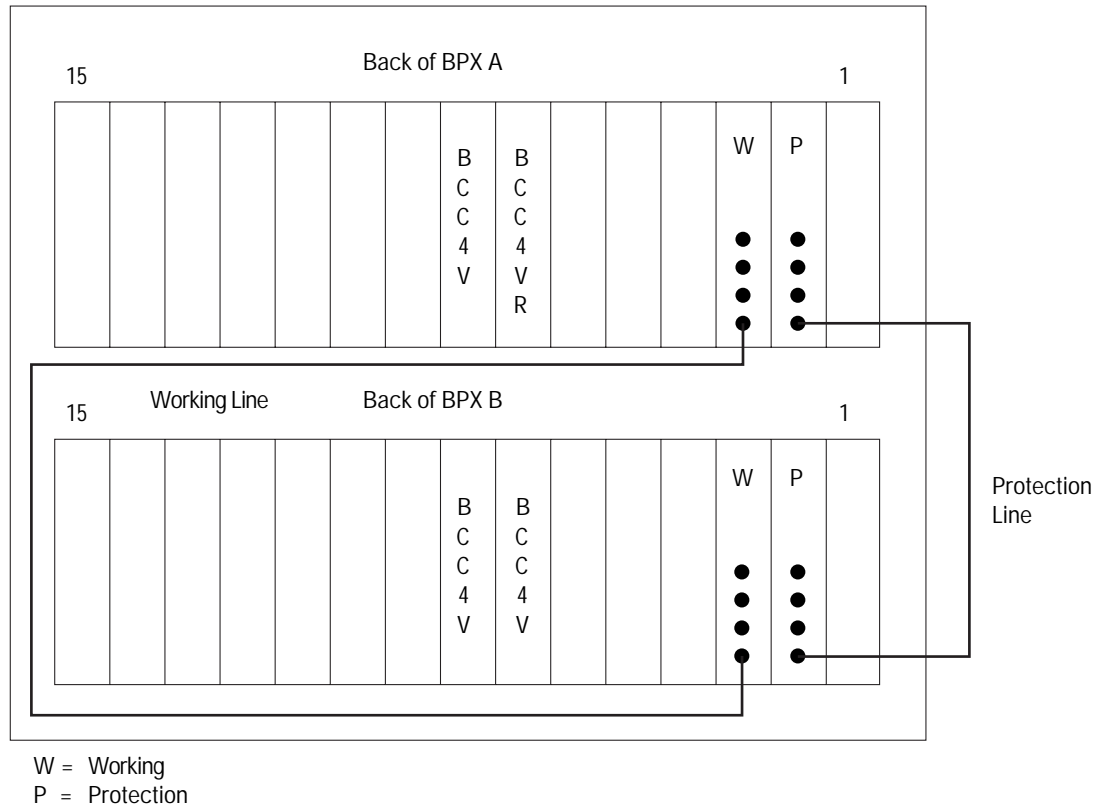 Back of BPX A
15
1
W
P
B
C
C
4
V
B
C
C
4
V
R
Working Line
Back of BPX B
15
1
W
P
B
C
C
4
V
B
C
C
4
V
Protection
Line
W = Working
P = Protection